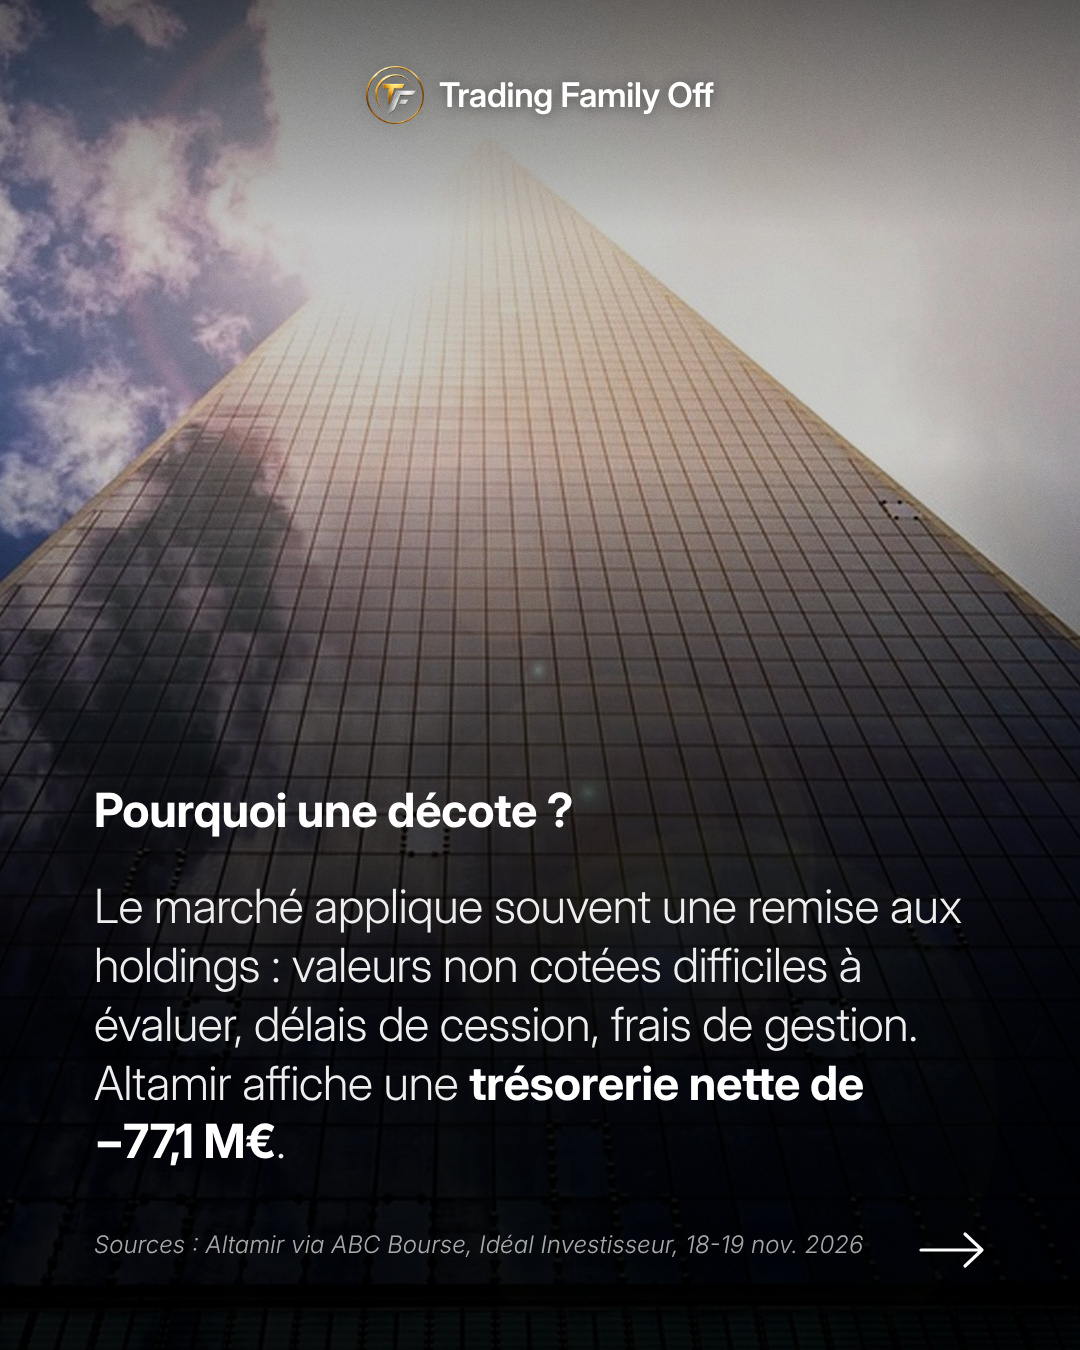 TF Trading Family Off
Pourquoi une décote ?
Le marché applique souvent une remise aux
holdings : valeurs non cotées difficiles à
évaluer, délais de cession, frais de gestion.
Altamir affiche une trésorerie nette de
−77,1 M€.
Sources : Altamir via ABC Bourse, Idéal Investisseur, 18-19 nov. 2026